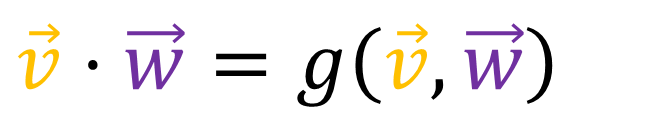 v⃗ · w⃗ = g(v⃗, w⃗)